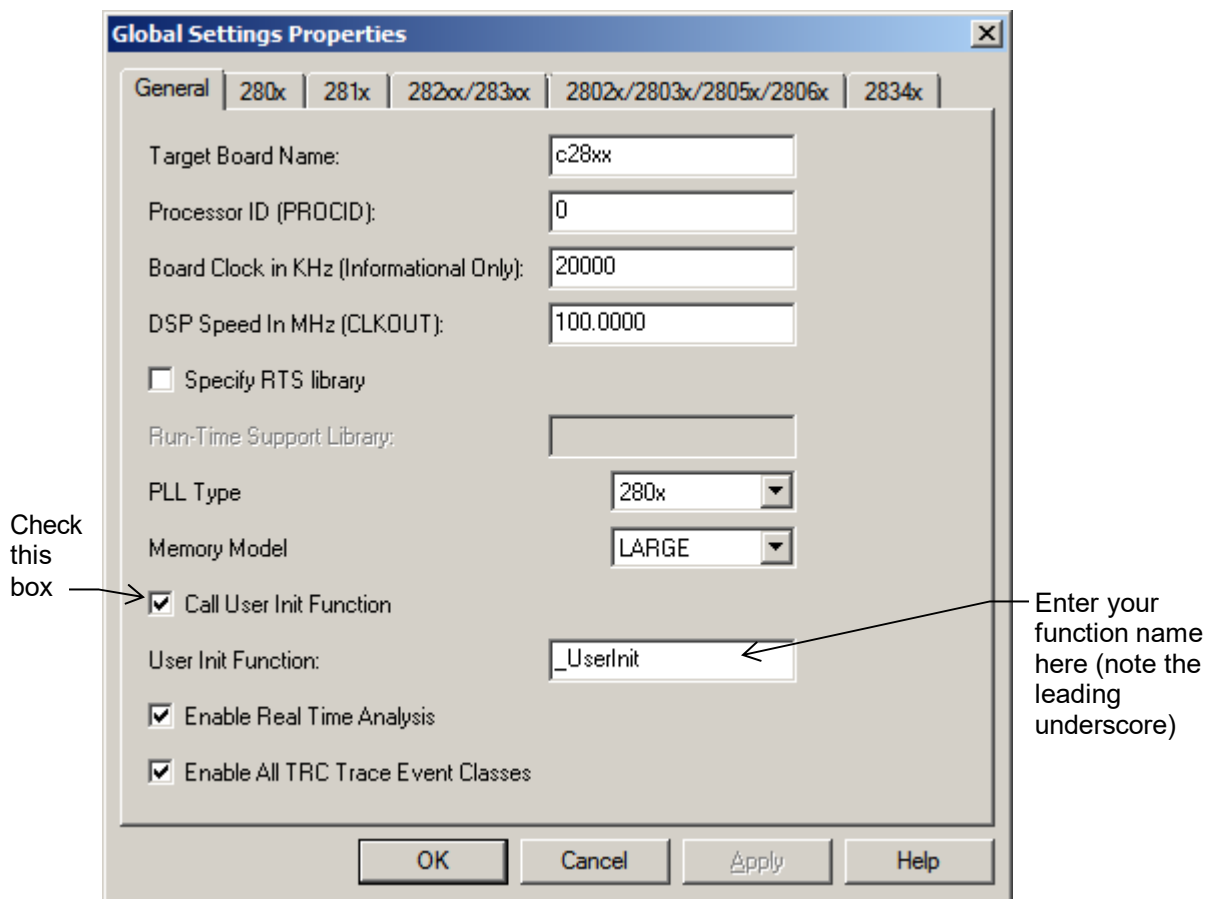 Global Settings Properties
General 280x 281x 282xx/283xx 2802x/2803x/2805x/2806x 2834x
Target Board Name: c28xx
Processor ID (PROCID): 0
Board Clock in KHz (Informational Only): 20000
DSP Speed In MHz (CLKOUT): 100.0000
Specify RTS library
Run-Time Support Library:
PLL Type 280x
Memory Model LARGE
Check
this
box
Call User Init Function
User Init Function: _UserInit
Enter your
function name
here (note the
leading
underscore)
Enable Real Time Analysis
Enable All TRC Trace Event Classes
OK Cancel Apply Help